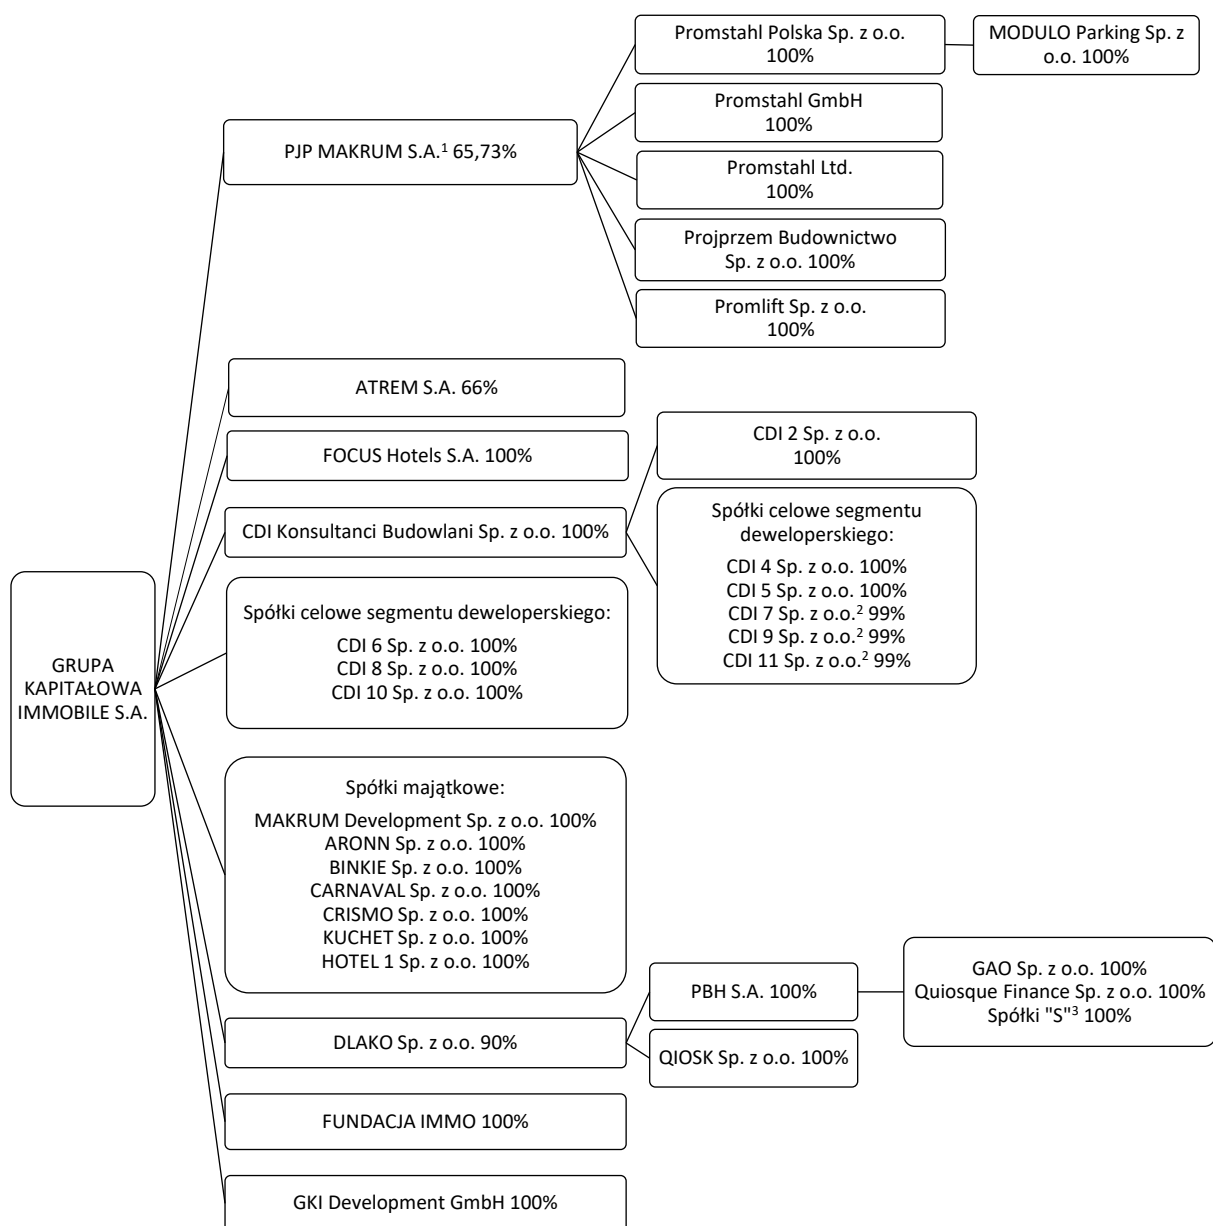 GRUPA
KAPITAŁOWA
IMMOBILE S.A.
PJP MAKRUM S.A.¹ 65,73%
Promstahl Polska Sp. z o.o.
100%
MODULO Parking Sp. z
o.o. 100%
Promstahl GmbH
100%
Promstahl Ltd.
100%
Projprzem Budownictwo
Sp. z o.o. 100%
Promlift Sp. z o.o.
100%
ATREM S.A. 66%
FOCUS Hotels S.A. 100%
CDI Konsultanci Budowlani Sp. z o.o. 100%
CDI 2 Sp. z o.o.
100%
Spółki celowe segmentu
deweloperskiego:
CDI 4 Sp. z o.o. 100%
CDI 5 Sp. z o.o. 100%
CDI 7 Sp. z o.o.² 99%
CDI 9 Sp. z o.o.² 99%
CDI 11 Sp. z o.o.² 99%
Spółki celowe segmentu deweloperskiego:
CDI 6 Sp. z o.o. 100%
CDI 8 Sp. z o.o. 100%
CDI 10 Sp. z o.o. 100%
Spółki majątkowe:
MAKRUM Development Sp. z o.o. 100%
ARONN Sp. z o.o. 100%
BINKIE Sp. z o.o. 100%
CARNAVAL Sp. z o.o. 100%
CRISMO Sp. z o.o. 100%
KUCHET Sp. z o.o. 100%
HOTEL 1 Sp. z o.o. 100%
DLAKO Sp. z o.o. 90%
PBH S.A. 100%
GAO Sp. z o.o. 100%
Quiosque Finance Sp. z o.o. 100%
Spółki "S"³ 100%
QIOSK Sp. z o.o. 100%
FUNDACJA IMMO 100%
GKI Development GmbH 100%